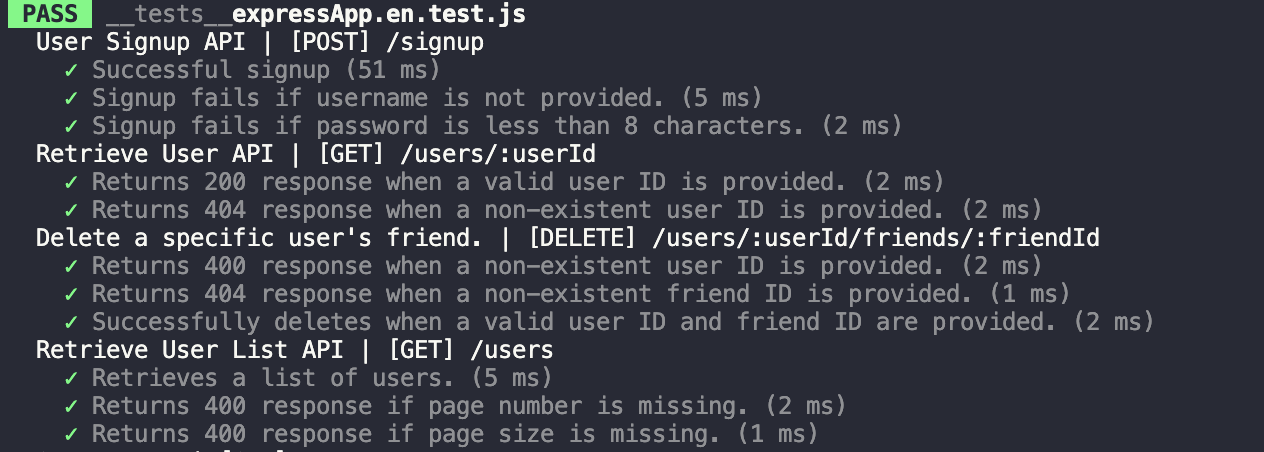 PASS __tests__expressApp.en.test.js
User Signup API | [POST] /signup
✓ Successful signup (51 ms)
✓ Signup fails if username is not provided. (5 ms)
✓ Signup fails if password is less than 8 characters. (2 ms)
Retrieve User API | [GET] /users/:userId
✓ Returns 200 response when a valid user ID is provided. (2 ms)
✓ Returns 404 response when a non-existent user ID is provided. (2 ms)
Delete a specific user's friend. | [DELETE] /users/:userId/friends/:friendId
✓ Returns 400 response when a non-existent user ID is provided. (2 ms)
✓ Returns 404 response when a non-existent friend ID is provided. (1 ms)
✓ Successfully deletes when a valid user ID and friend ID are provided. (2 ms)
Retrieve User List API | [GET] /users
✓ Retrieves a list of users. (5 ms)
✓ Returns 400 response if page number is missing. (2 ms)
✓ Returns 400 response if page size is missing. (1 ms)